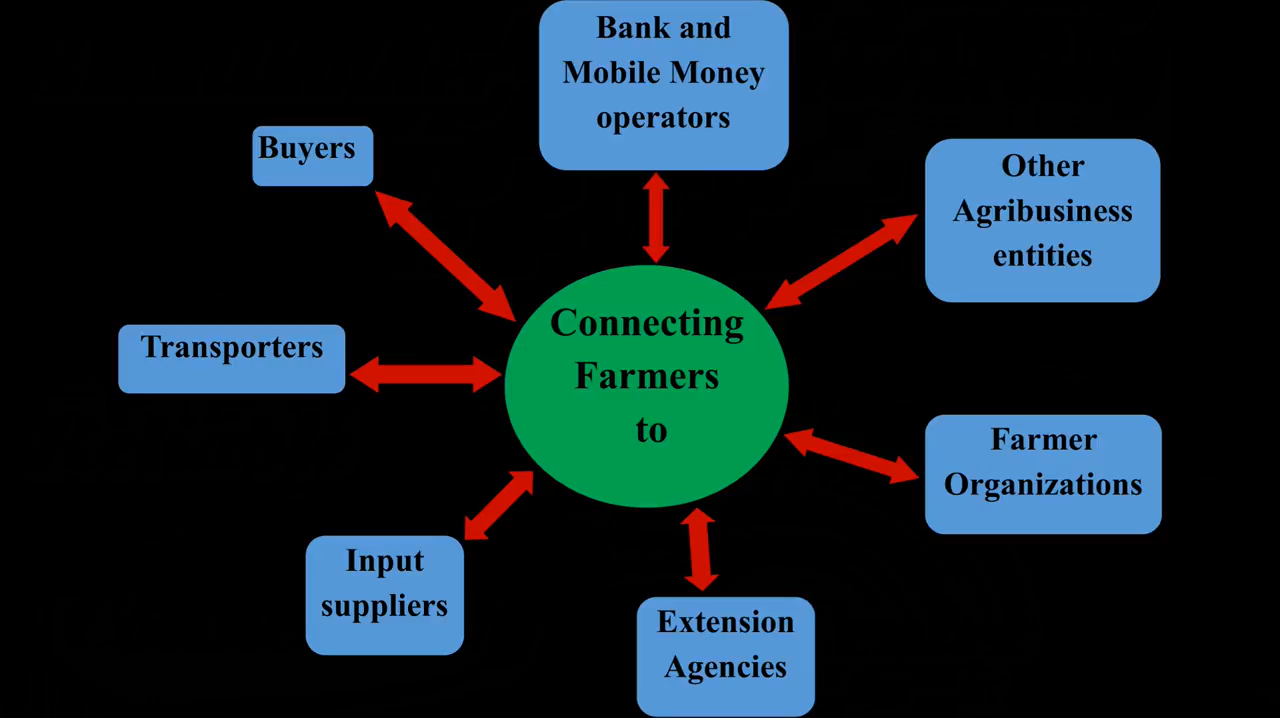 Bank and
Mobile Money
operators
Buyers
Other
Agribusiness
entities
Connecting
Farmers
to
Transporters
Farmer
Organizations
Input
suppliers
Extension
Agencies